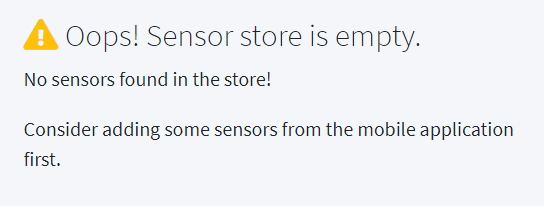 Oops! Sensor store is empty.
No sensors found in the store!
Consider adding some sensors from the mobile application
first.